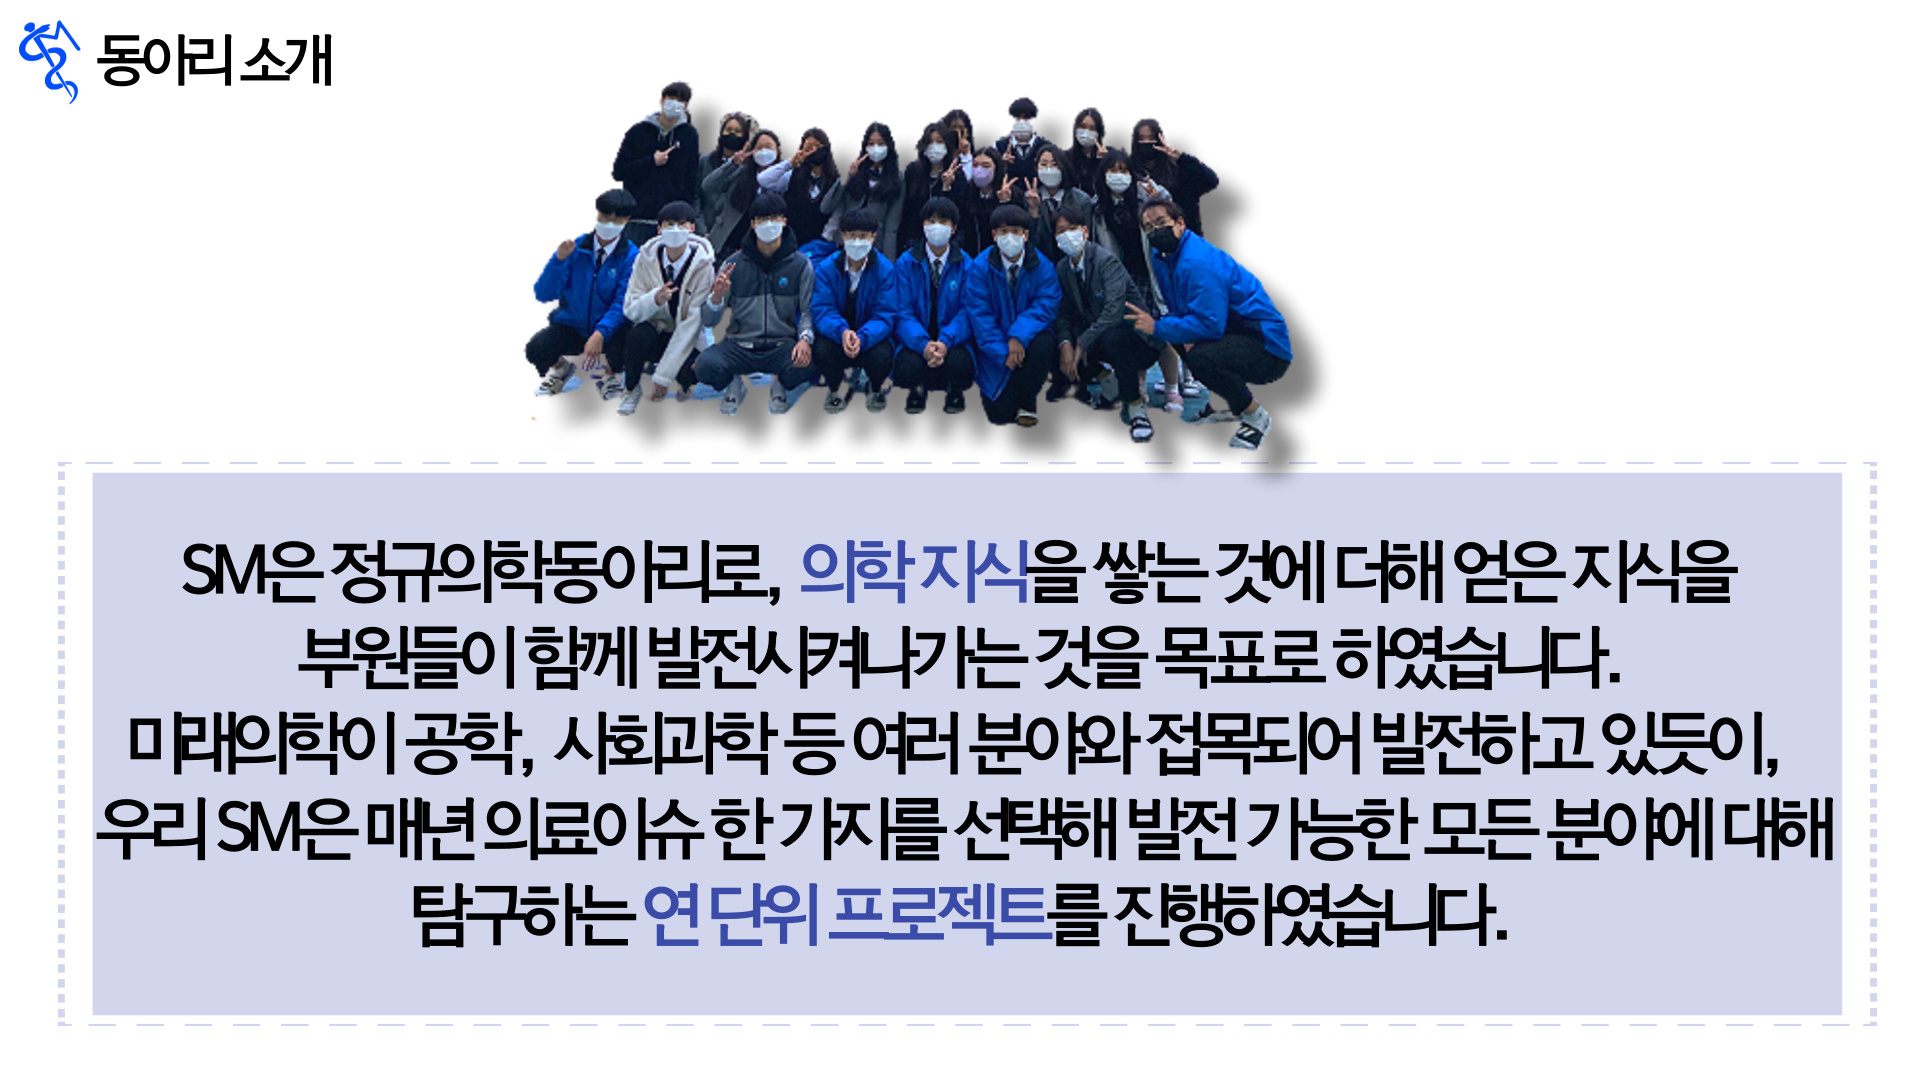 동아리 소개
SM은 정규의학동아리로, 의학 지식을 쌓는 것에 더해 얻은 지식을
부원들이 함께 발전시켜나가는 것을 목표로 하였습니다.
미래의학이 공학, 사회과학 등 여러 분야와 접목되어 발전하고 있듯이,
우리 SM은 매년 의료이슈 한 가지를 선택해 발전 가능한 모든 분야에 대해
탐구하는 연 단위 프로젝트를 진행하였습니다.